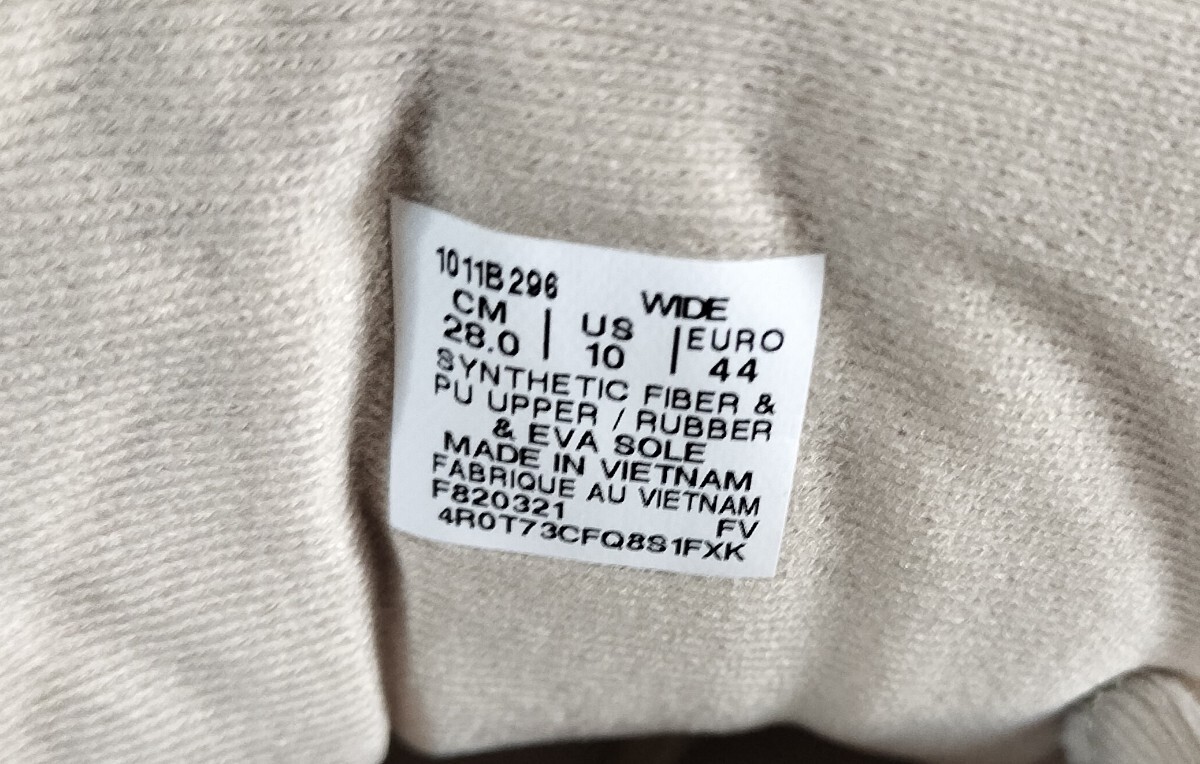 1011B296
WIDE
CM | US | EURO
28.0 | 10 | 44
SYNTHETIC FIBER &
PU UPPER / RUBBER
& EVA SOLE
MADE IN VIETNAM
FABRIQUE AU VIETNAM
F820321 FV
4R0T73CFQ8S1FXK